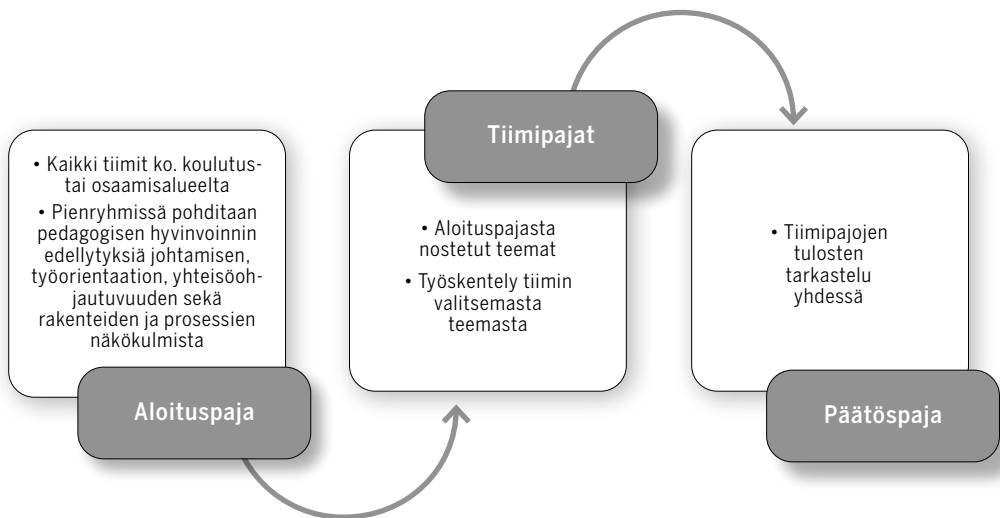 • Kaikki tiimit ko. koulutus-
tai osaamisalueelta
• Pienryhmissä pohditaan
pedagogisen hyvinvoinnin
edellytyksiä johtamisen,
työorientaation, yhteisöoh-
jautuvuuden sekä
rakenteiden ja prosessien
näkökulmista
Aloituspaja
Tiimipajat
• Aloituspajasta
nostetut teemat
• Työskentely tiimin
valitsemasta
teemasta
• Tiimipajojen
tulosten
tarkastelu
yhdessä
Päätöspaja